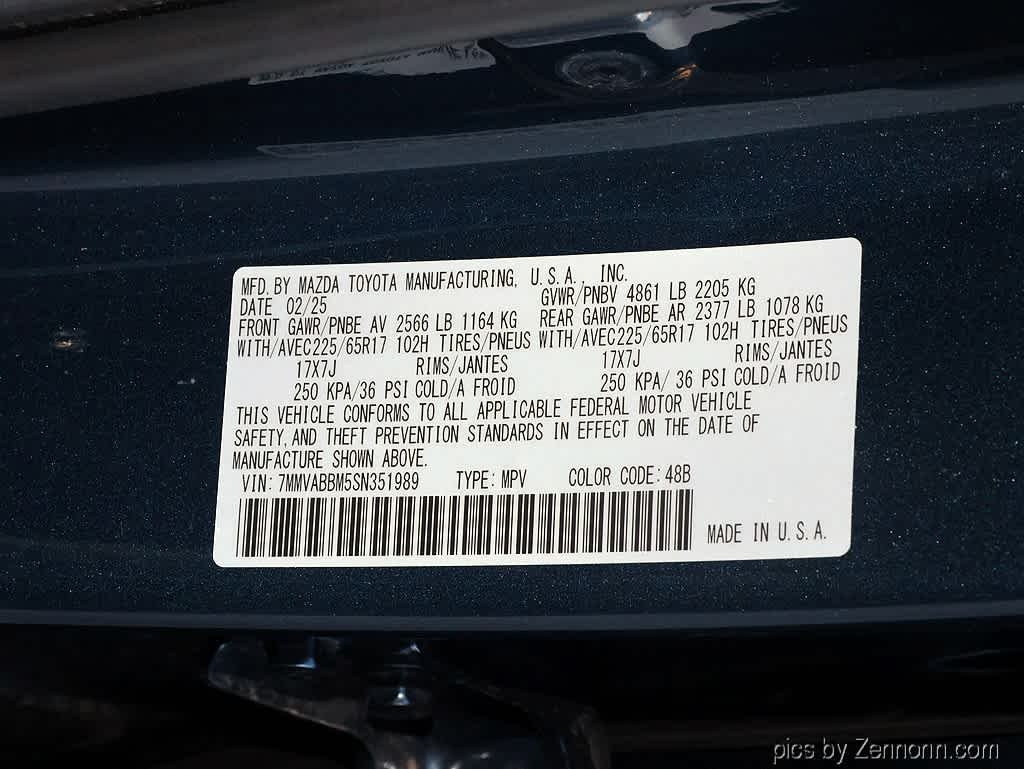 MFD. BY MAZDA TOYOTA MANUFACTURING, U.S.A., INC.
DATE 02/25 GVWR/PNBV 4861 LB 2205 KG
FRONT GAWR/PNBE AV 2566 LB 1164 KG REAR GAWR/PNBE AR 2377 LB 1078 KG
WITH/AVEC225/65R17 102H TIRES/PNEUS WITH/AVEC225/65R17 102H TIRES/PNEUS
17X7J RIMS/JANTES 17X7J RIMS/JANTES
250 KPA/36 PSI COLD/A FROID 250 KPA/ 36 PSI COLD/A FROID
THIS VEHICLE CONFORMS TO ALL APPLICABLE FEDERAL MOTOR VEHICLE
SAFETY, AND THEFT PREVENTION STANDARDS IN EFFECT ON THE DATE OF
MANUFACTURE SHOWN ABOVE.
VIN: 7MMVABBM5SN351989 TYPE: MPV COLOR CODE: 48B
MADE IN U.S.A.
pics by Zennorin.com